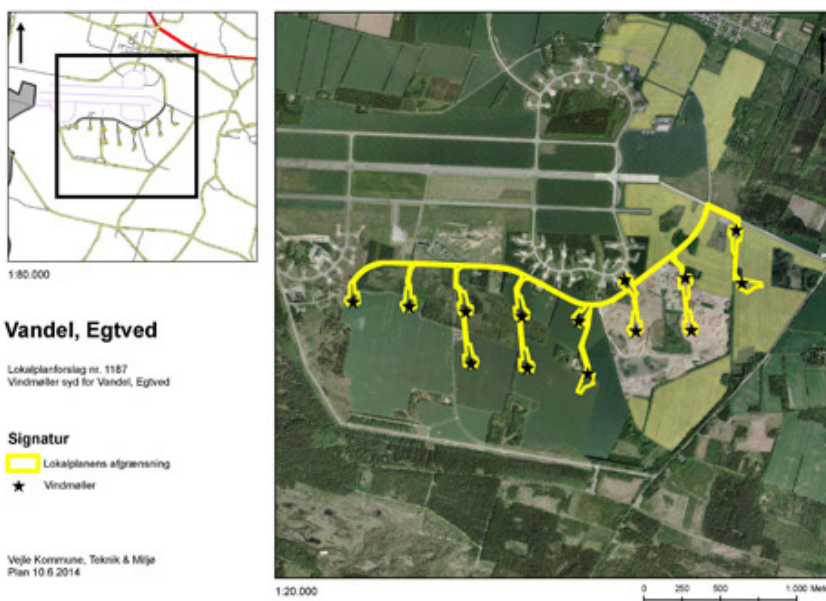 1:80.000
Vandel, Egtved
Lokalplanforslag nr. 1187
Vindmøller syd for Vandel, Egtved
Signatur
Lokalplanens afgrænsning
Vindmøller
Vejle Kommune, Teknik & Miljø
Plan 10.6.2014
1:20.000
0 250 500 1.000 Mete